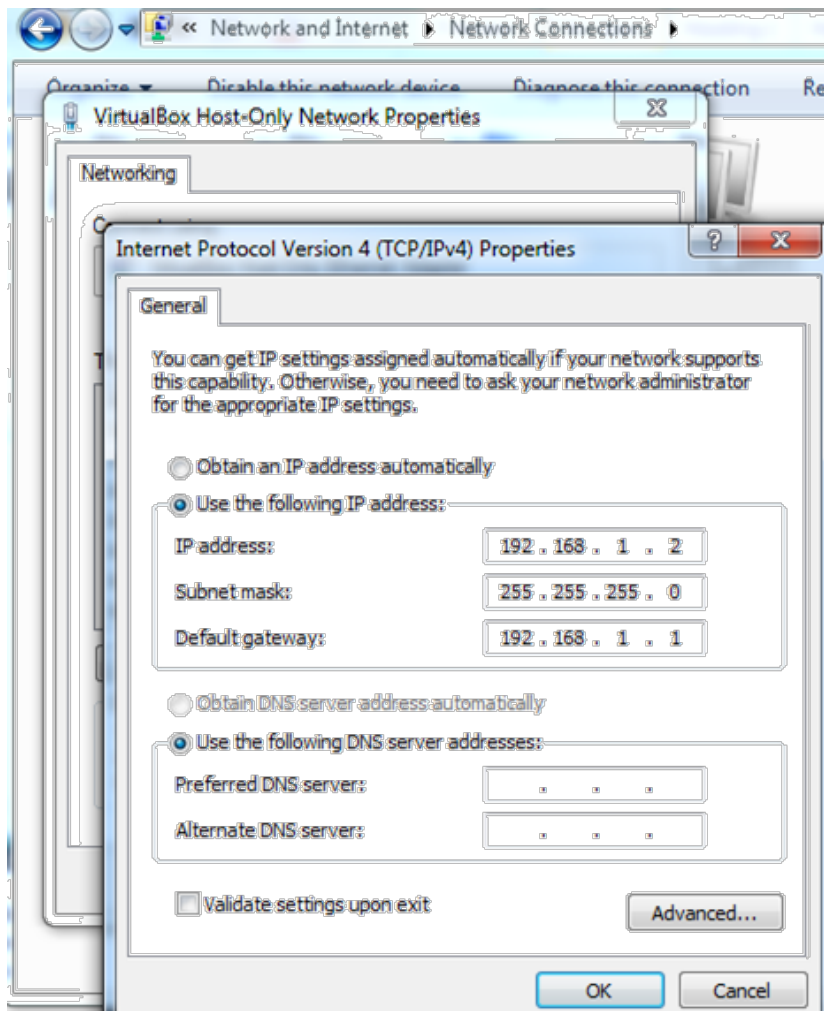 « Network and Internet ▸ Network Connections ▸
Organize ▾ Disable this network device Diagnose this connection Re
VirtualBox Host-Only Network Properties
Networking
Internet Protocol Version 4 (TCP/IPv4) Properties
General
You can get IP settings assigned automatically if your network supports
this capability. Otherwise, you need to ask your network administrator
for the appropriate IP settings.
Obtain an IP address automatically
Use the following IP address:
IP address: 192 . 168 . 1 . 2
Subnet mask: 255 . 255 . 255 . 0
Default gateway: 192 . 168 . 1 . 1
Obtain DNS server address automatically
Use the following DNS server addresses:
Preferred DNS server: . . .
Alternate DNS server: . . .
Validate settings upon exit
Advanced...
OK Cancel